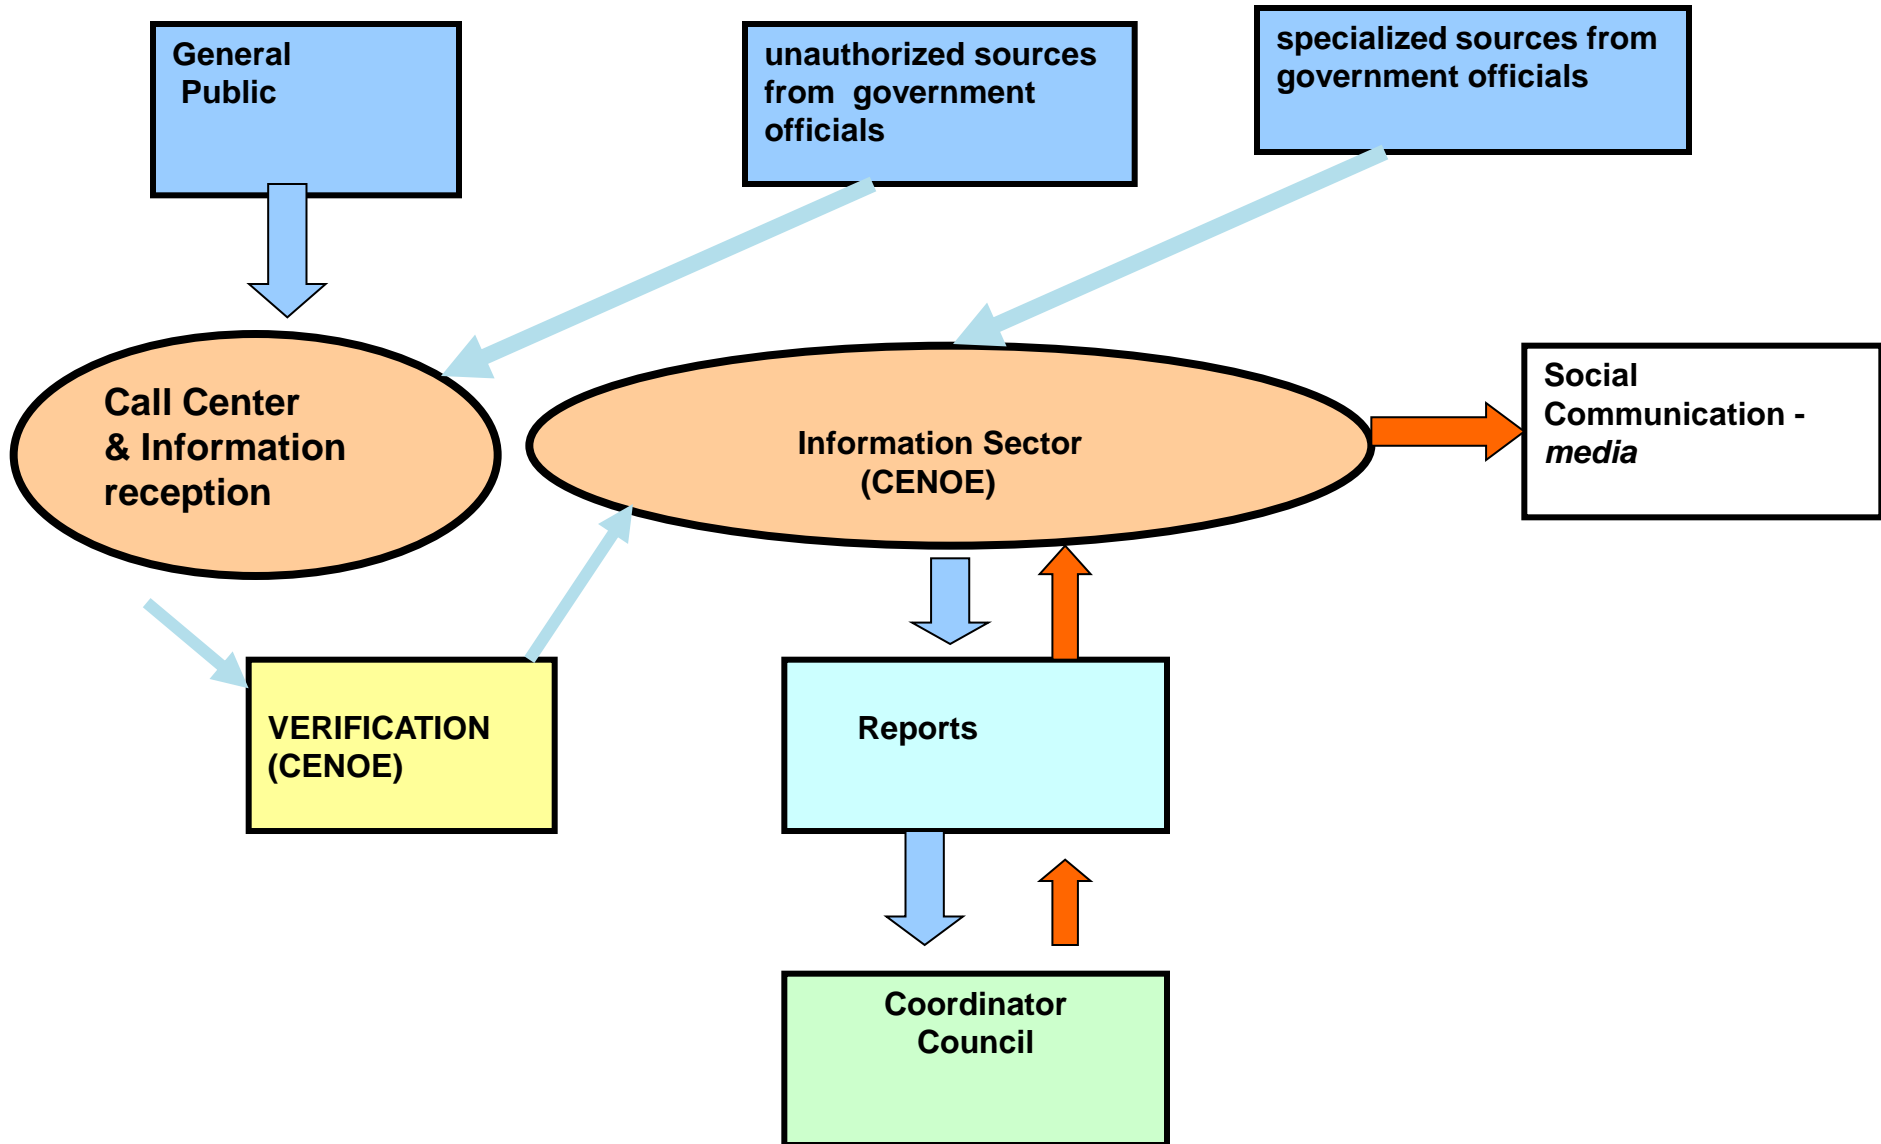 General
Public
unauthorized sources
from government
officials
specialized sources from
government officials
Call Center
& Information
reception
Information Sector
(CENOE)
Social
Communication -
media
VERIFICATION
(CENOE)
Reports
Coordinator
Council